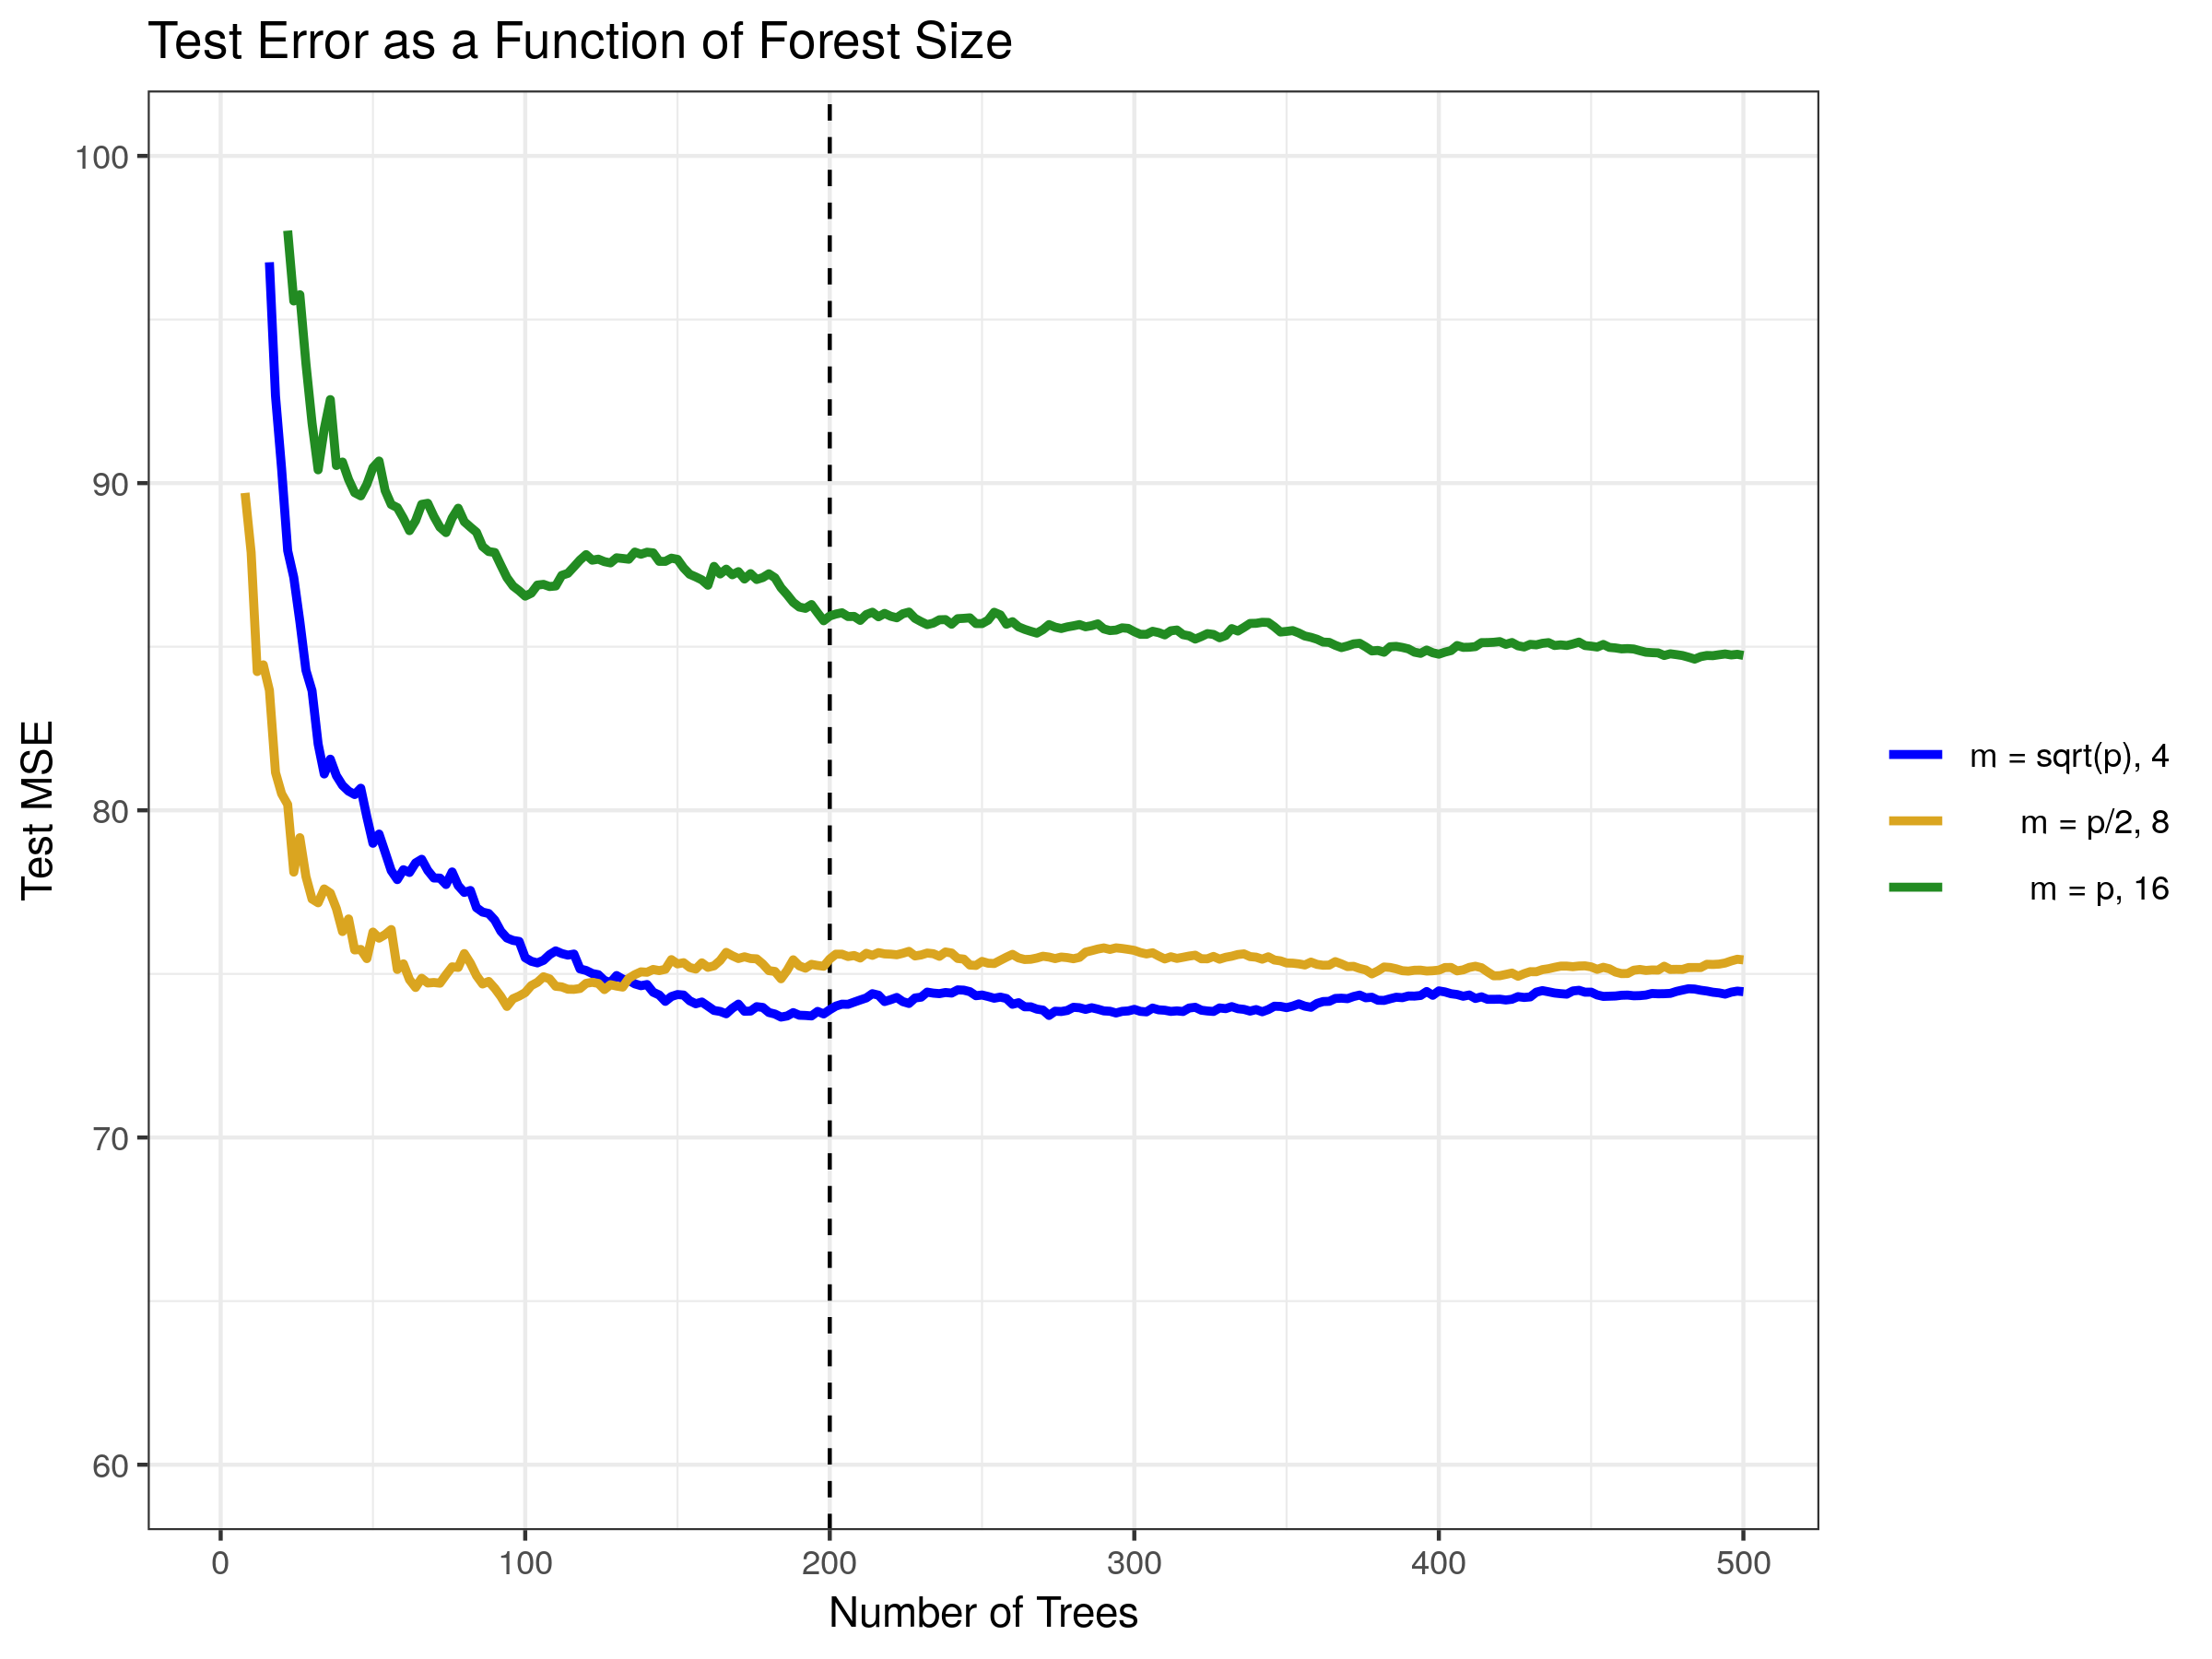 Test Error as a Function of Forest Size
Test MSE
100
90
80
70
60
0
100
200
300
400
500
Number of Trees
m = sqrt(p), 4
m = p/2, 8
m = p, 16